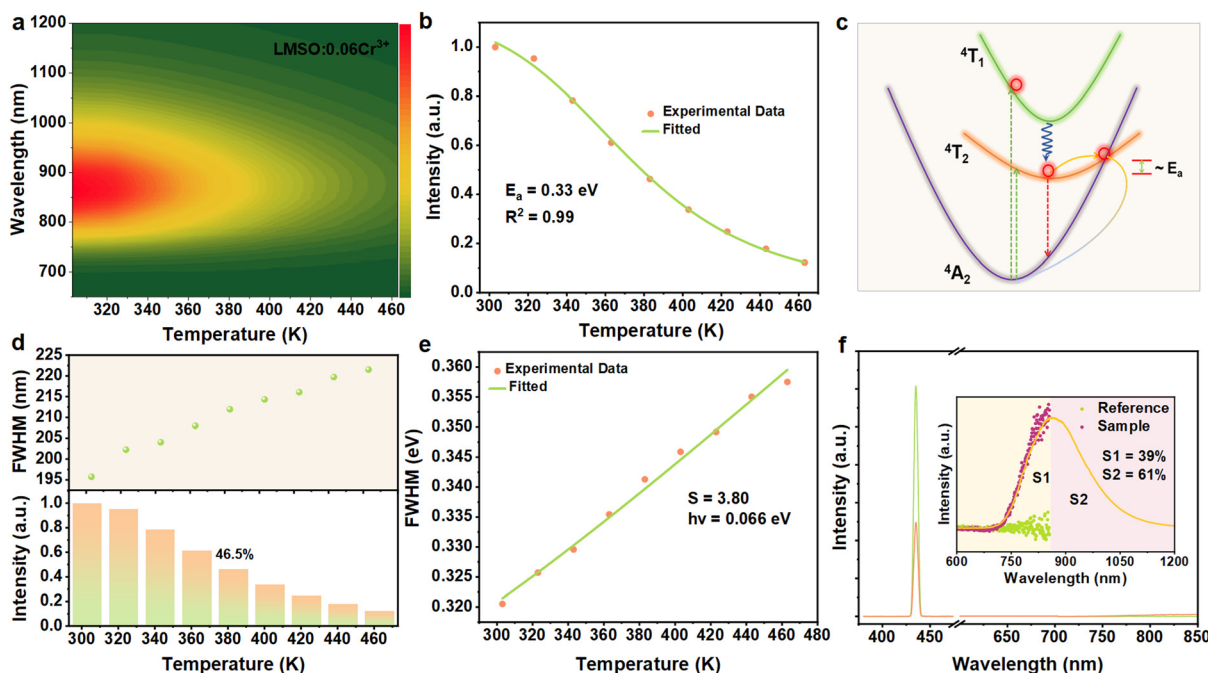 a
1200
1100
1000
900
800
700
Wavelength (nm)
LMSO:0.06Cr³⁺
320 340 360 380 400 420 440 460
Temperature (K)
b
1.0
0.8
0.6
0.4
0.2
0.0
Intensity (a.u.)
Experimental Data
Fitted
Eₐ = 0.33 eV
R² = 0.99
300 320 340 360 380 400 420 440 460
Temperature (K)
c
⁴T₁
⁴T₂
~ Eₐ
⁴A₂
d
225
220
215
210
205
200
195
FWHM (nm)
1.0
0.8
0.6
0.4
0.2
0.0
Intensity (a.u.)
46.5%
300 320 340 360 380 400 420 440 460
Temperature (K)
e
0.360
0.355
0.350
0.345
0.340
0.335
0.330
0.325
0.320
FWHM (eV)
Experimental Data
Fitted
S = 3.80
hv = 0.066 eV
300 320 340 360 380 400 420 440 460 480
Temperature (K)
f
Intensity (a.u.)
Reference
Sample
S1 = 39%
S2 = 61%
S1
S2
Intensity (a.u.)
600 750 900 1050 1200
Wavelength (nm)
400 450 650 700 750 800 850
Wavelength (nm)